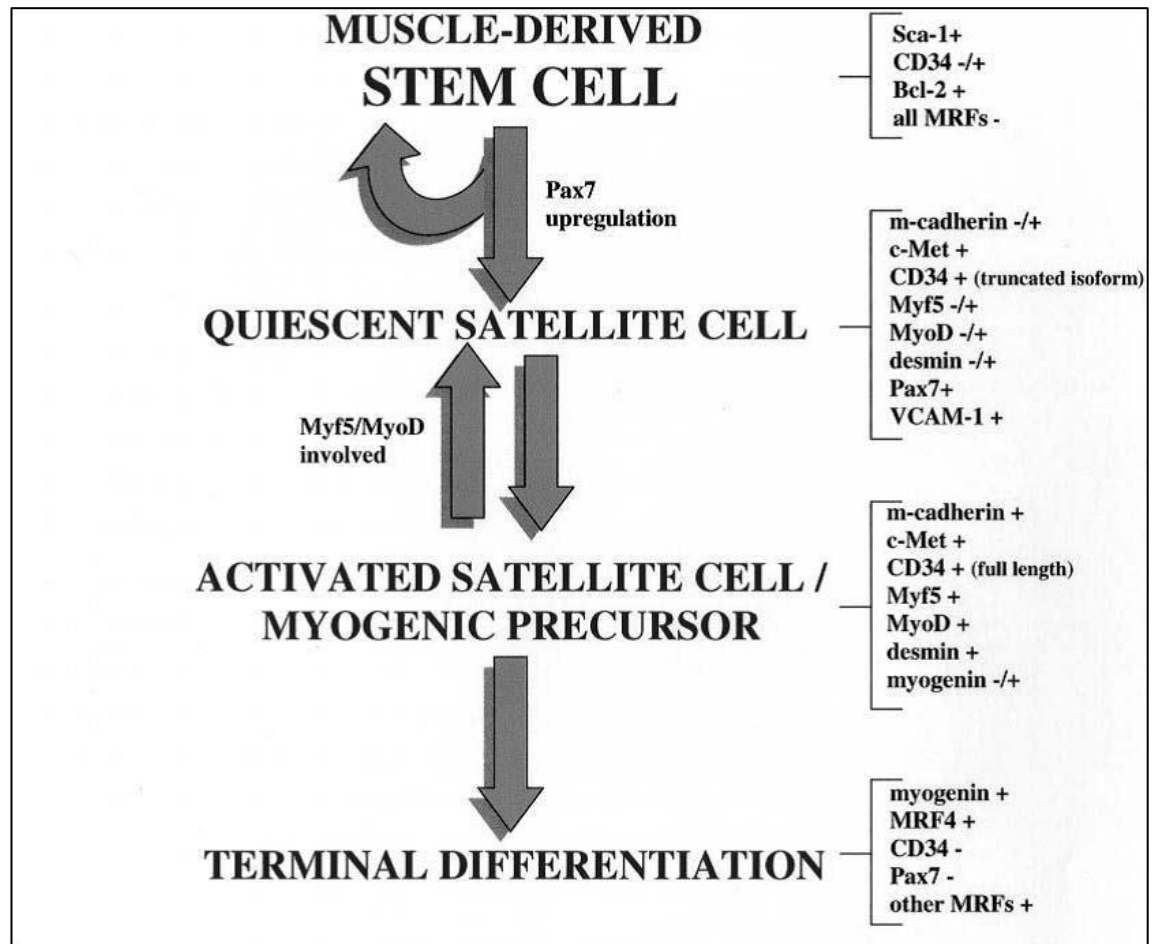 MUSCLE-DERIVED
STEM CELL
Sca-1+
CD34 -/+
Bcl-2 +
all MRFs -
Pax7
upregulation
QUIESCENT SATELLITE CELL
m-cadherin -/+
c-Met +
CD34 + (truncated isoform)
Myf5 -/+
MyoD -/+
desmin -/+
Pax7+
VCAM-1 +
Myf5/MyoD
involved
ACTIVATED SATELLITE CELL /
MYOGENIC PRECURSOR
m-cadherin +
c-Met +
CD34 + (full length)
Myf5 +
MyoD +
desmin +
myogenin -/+
TERMINAL DIFFERENTIATION
myogenin +
MRF4 +
CD34 -
Pax7 -
other MRFs +